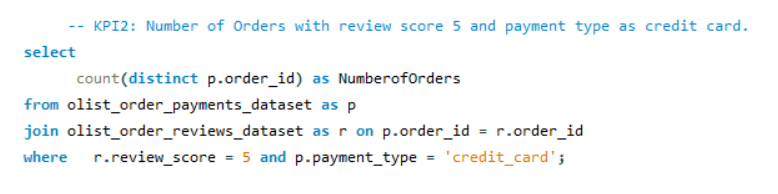 -- KPI2: Number of Orders with review score 5 and payment type as credit card.
select
count(distinct p.order_id) as NumberofOrders
from olist_order_payments_dataset as p
join olist_order_reviews_dataset as r on p.order_id = r.order_id
where r.review_score = 5 and p.payment_type = 'credit_card';